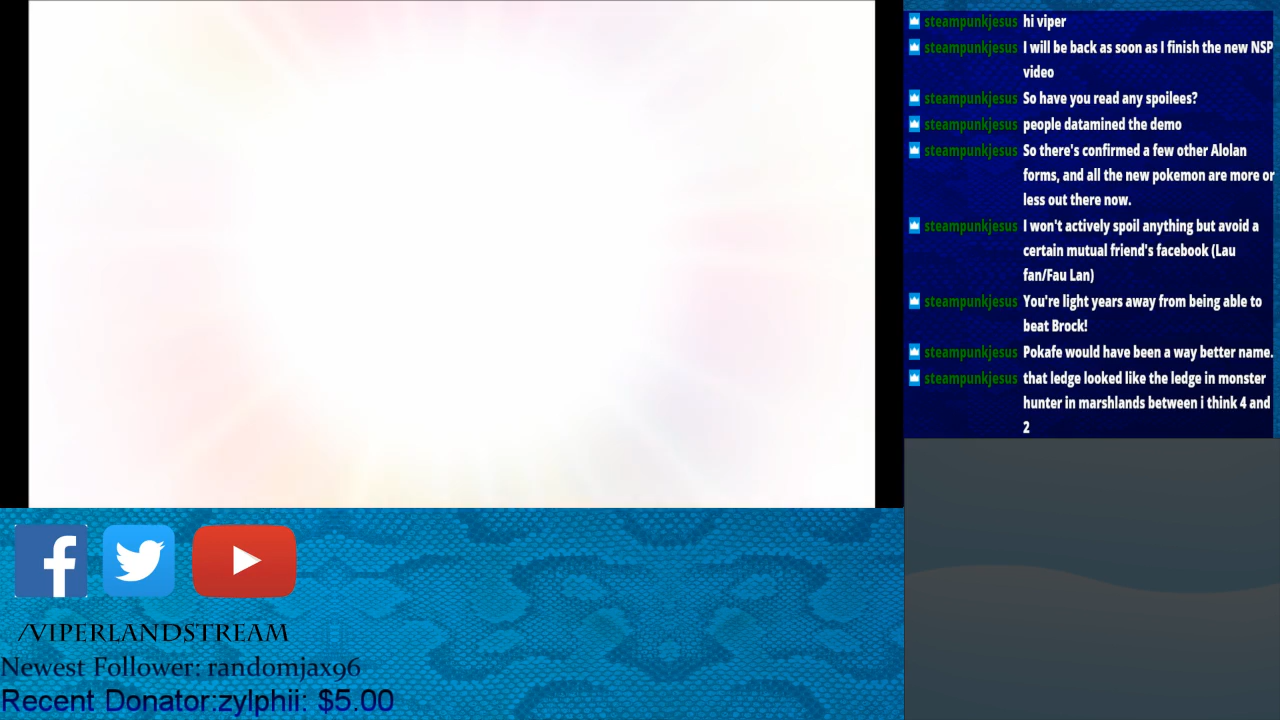 steampunkjesus hi viper
steampunkjesus I will be back as soon as I finish the new NSP
video
steampunkjesus So have you read any spoilees?
steampunkjesus people datamined the demo
steampunkjesus So there's confirmed a few other Alolan
forms, and all the new pokemon are more or
less out there now.
steampunkjesus I won't actively spoil anything but avoid a
certain mutual friend's facebook (Lau
fan/Fau Lan)
steampunkjesus You're light years away from being able to
beat Brock!
steampunkjesus Pokafe would have been a way better name.
steampunkjesus that ledge looked like the ledge in monster
hunter in marshlands between i think 4 and
2
/VIPERLANDSTREAM
Newest Follower: randomjax96
Recent Donator:zylphii: $5.00